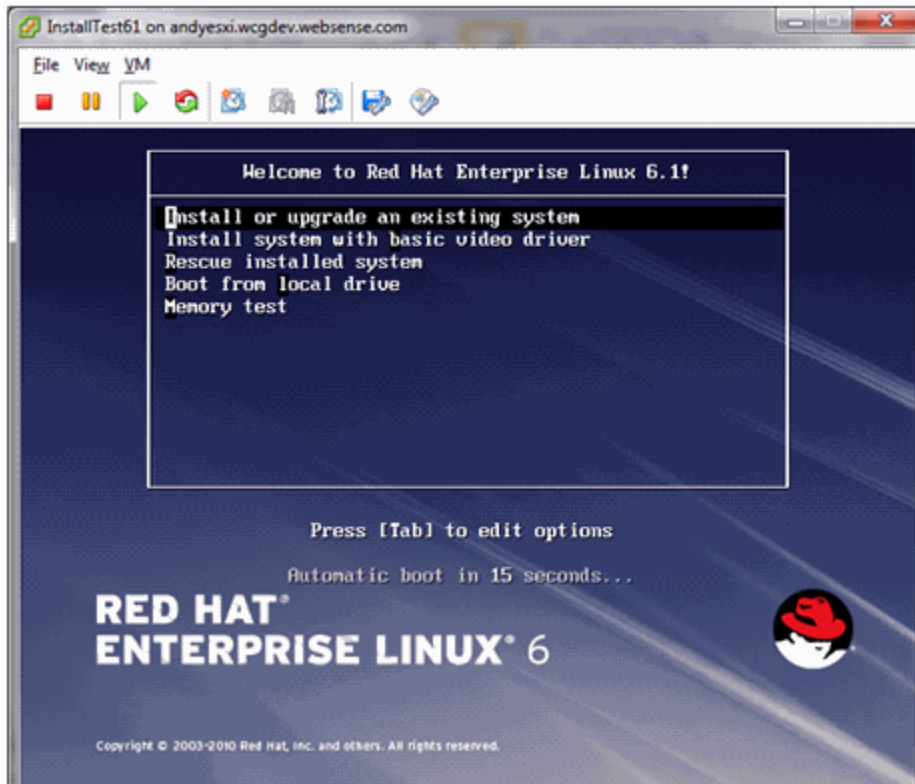 InstallTest61 on andyesxi.wcgdev.websense.com
File View VM
Welcome to Red Hat Enterprise Linux 6.1!
Install or upgrade an existing system
Install system with basic video driver
Rescue installed system
Boot from local drive
Memory test
Press [Tab] to edit options
Automatic boot in 15 seconds...
RED HAT®
ENTERPRISE LINUX® 6
Copyright © 2003-2010 Red Hat, Inc. and others. All rights reserved.